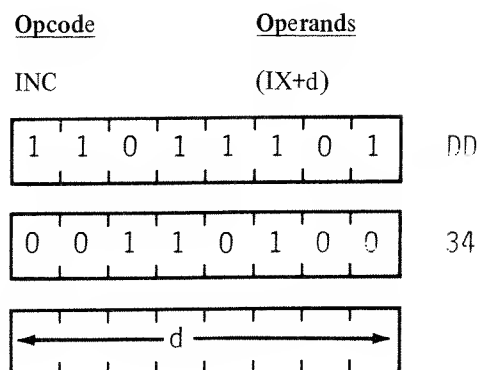 Opcode Operands
INC (IX+d)
1 1 0 1 1 1 0 1 DD
0 0 1 1 0 1 0 0 34
d